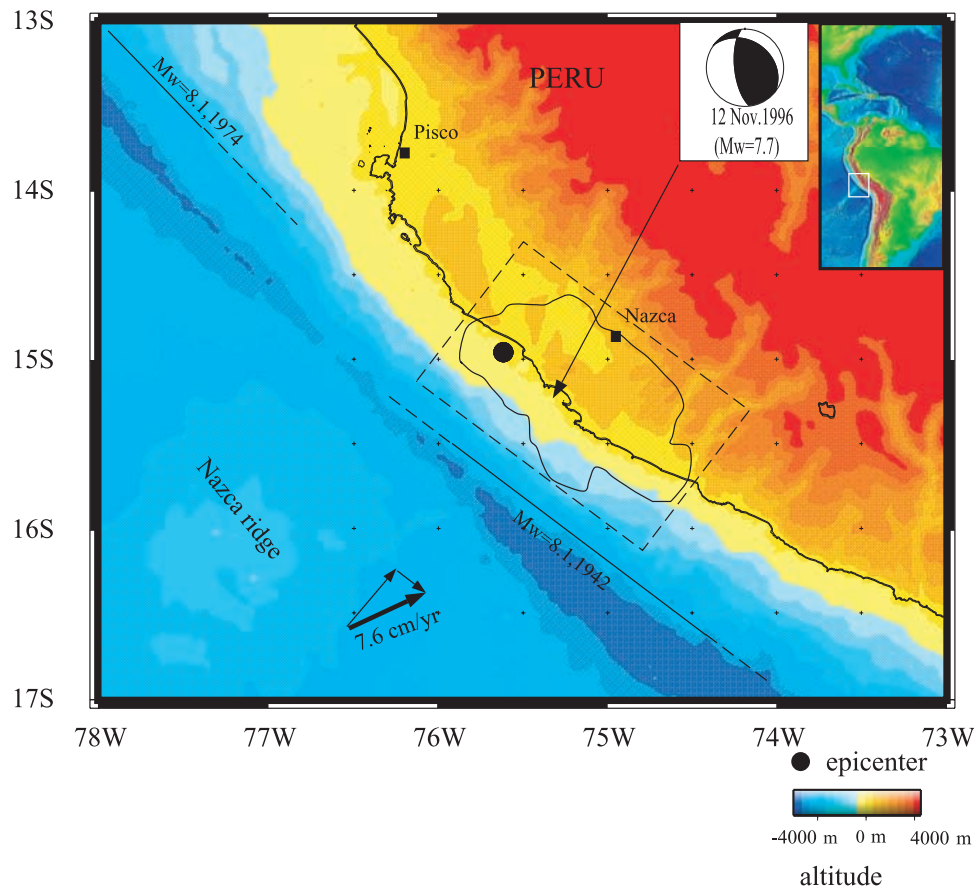 13S
14S
15S
16S
17S
78W
77W
76W
75W
74W
73W
PERU
12 Nov.1996
(Mw=7.7)
Mw=8.1,1974
Pisco
Nazca
Nazca ridge
Mw=8.1,1942
7.6 cm/yr
epicenter
-4000 m 0 m 4000 m
altitude